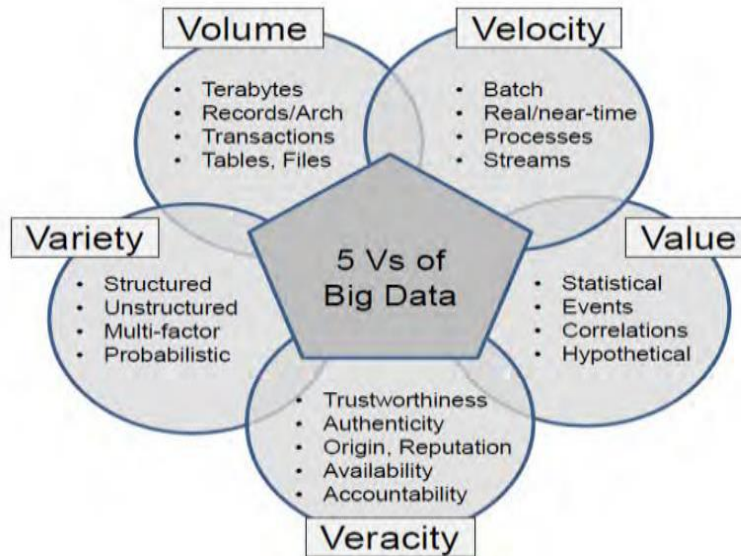 Volume
• Terabytes
• Records/Arch
• Transactions
• Tables, Files
Velocity
• Batch
• Real/near-time
• Processes
• Streams
Variety
• Structured
• Unstructured
• Multi-factor
• Probabilistic
5 Vs of
Big Data
Value
• Statistical
• Events
• Correlations
• Hypothetical
• Trustworthiness
• Authenticity
• Origin, Reputation
• Availability
• Accountability
Veracity